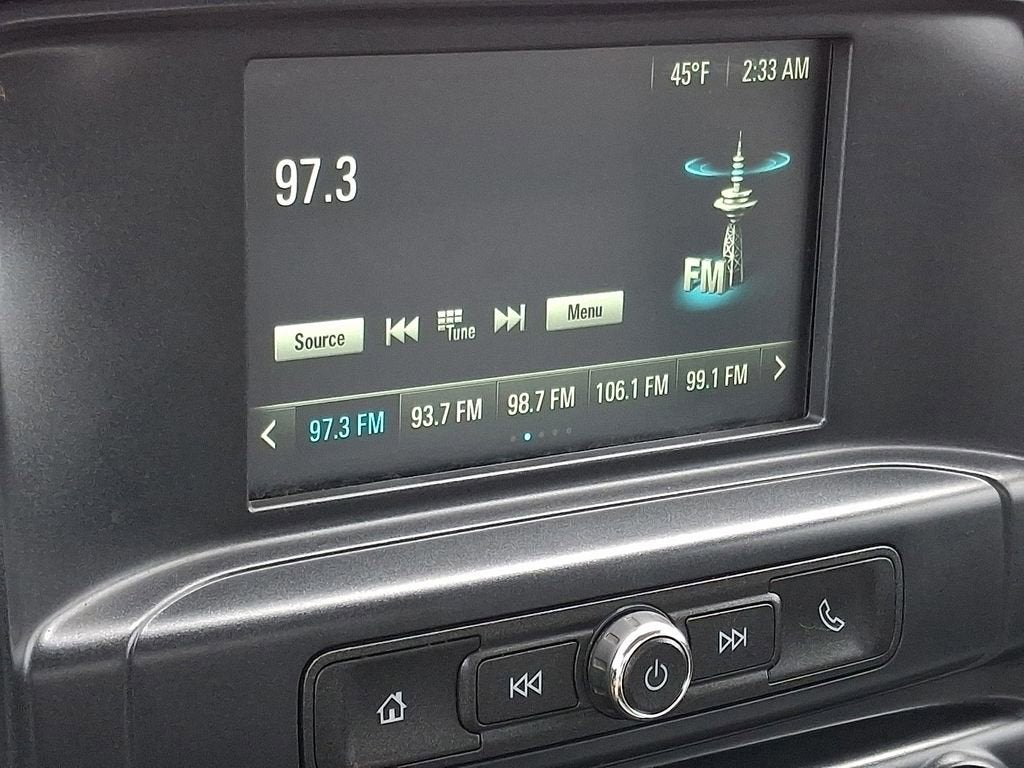 45°F 2:33 AM
97.3
FM
Source Tune Menu
97.3 FM 93.7 FM 98.7 FM 106.1 FM 99.1 FM